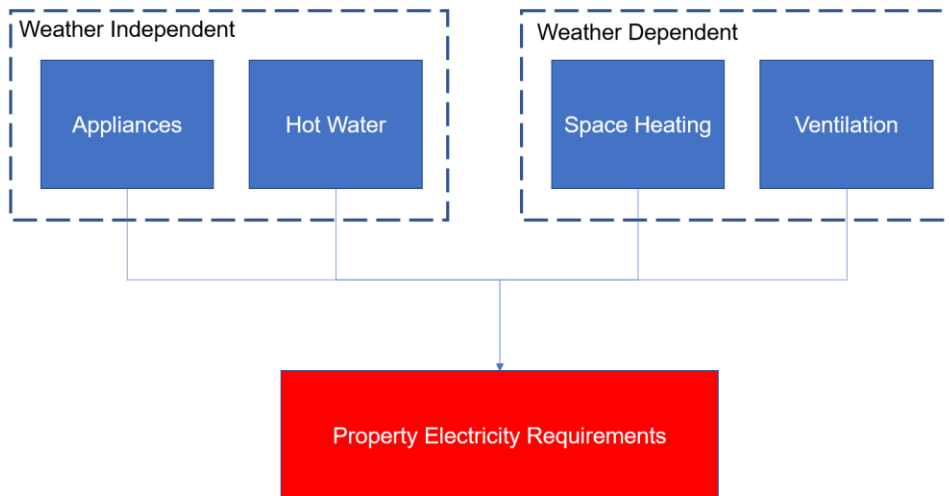 Weather Independent
Appliances
Hot Water
Weather Dependent
Space Heating
Ventilation
Property Electricity Requirements